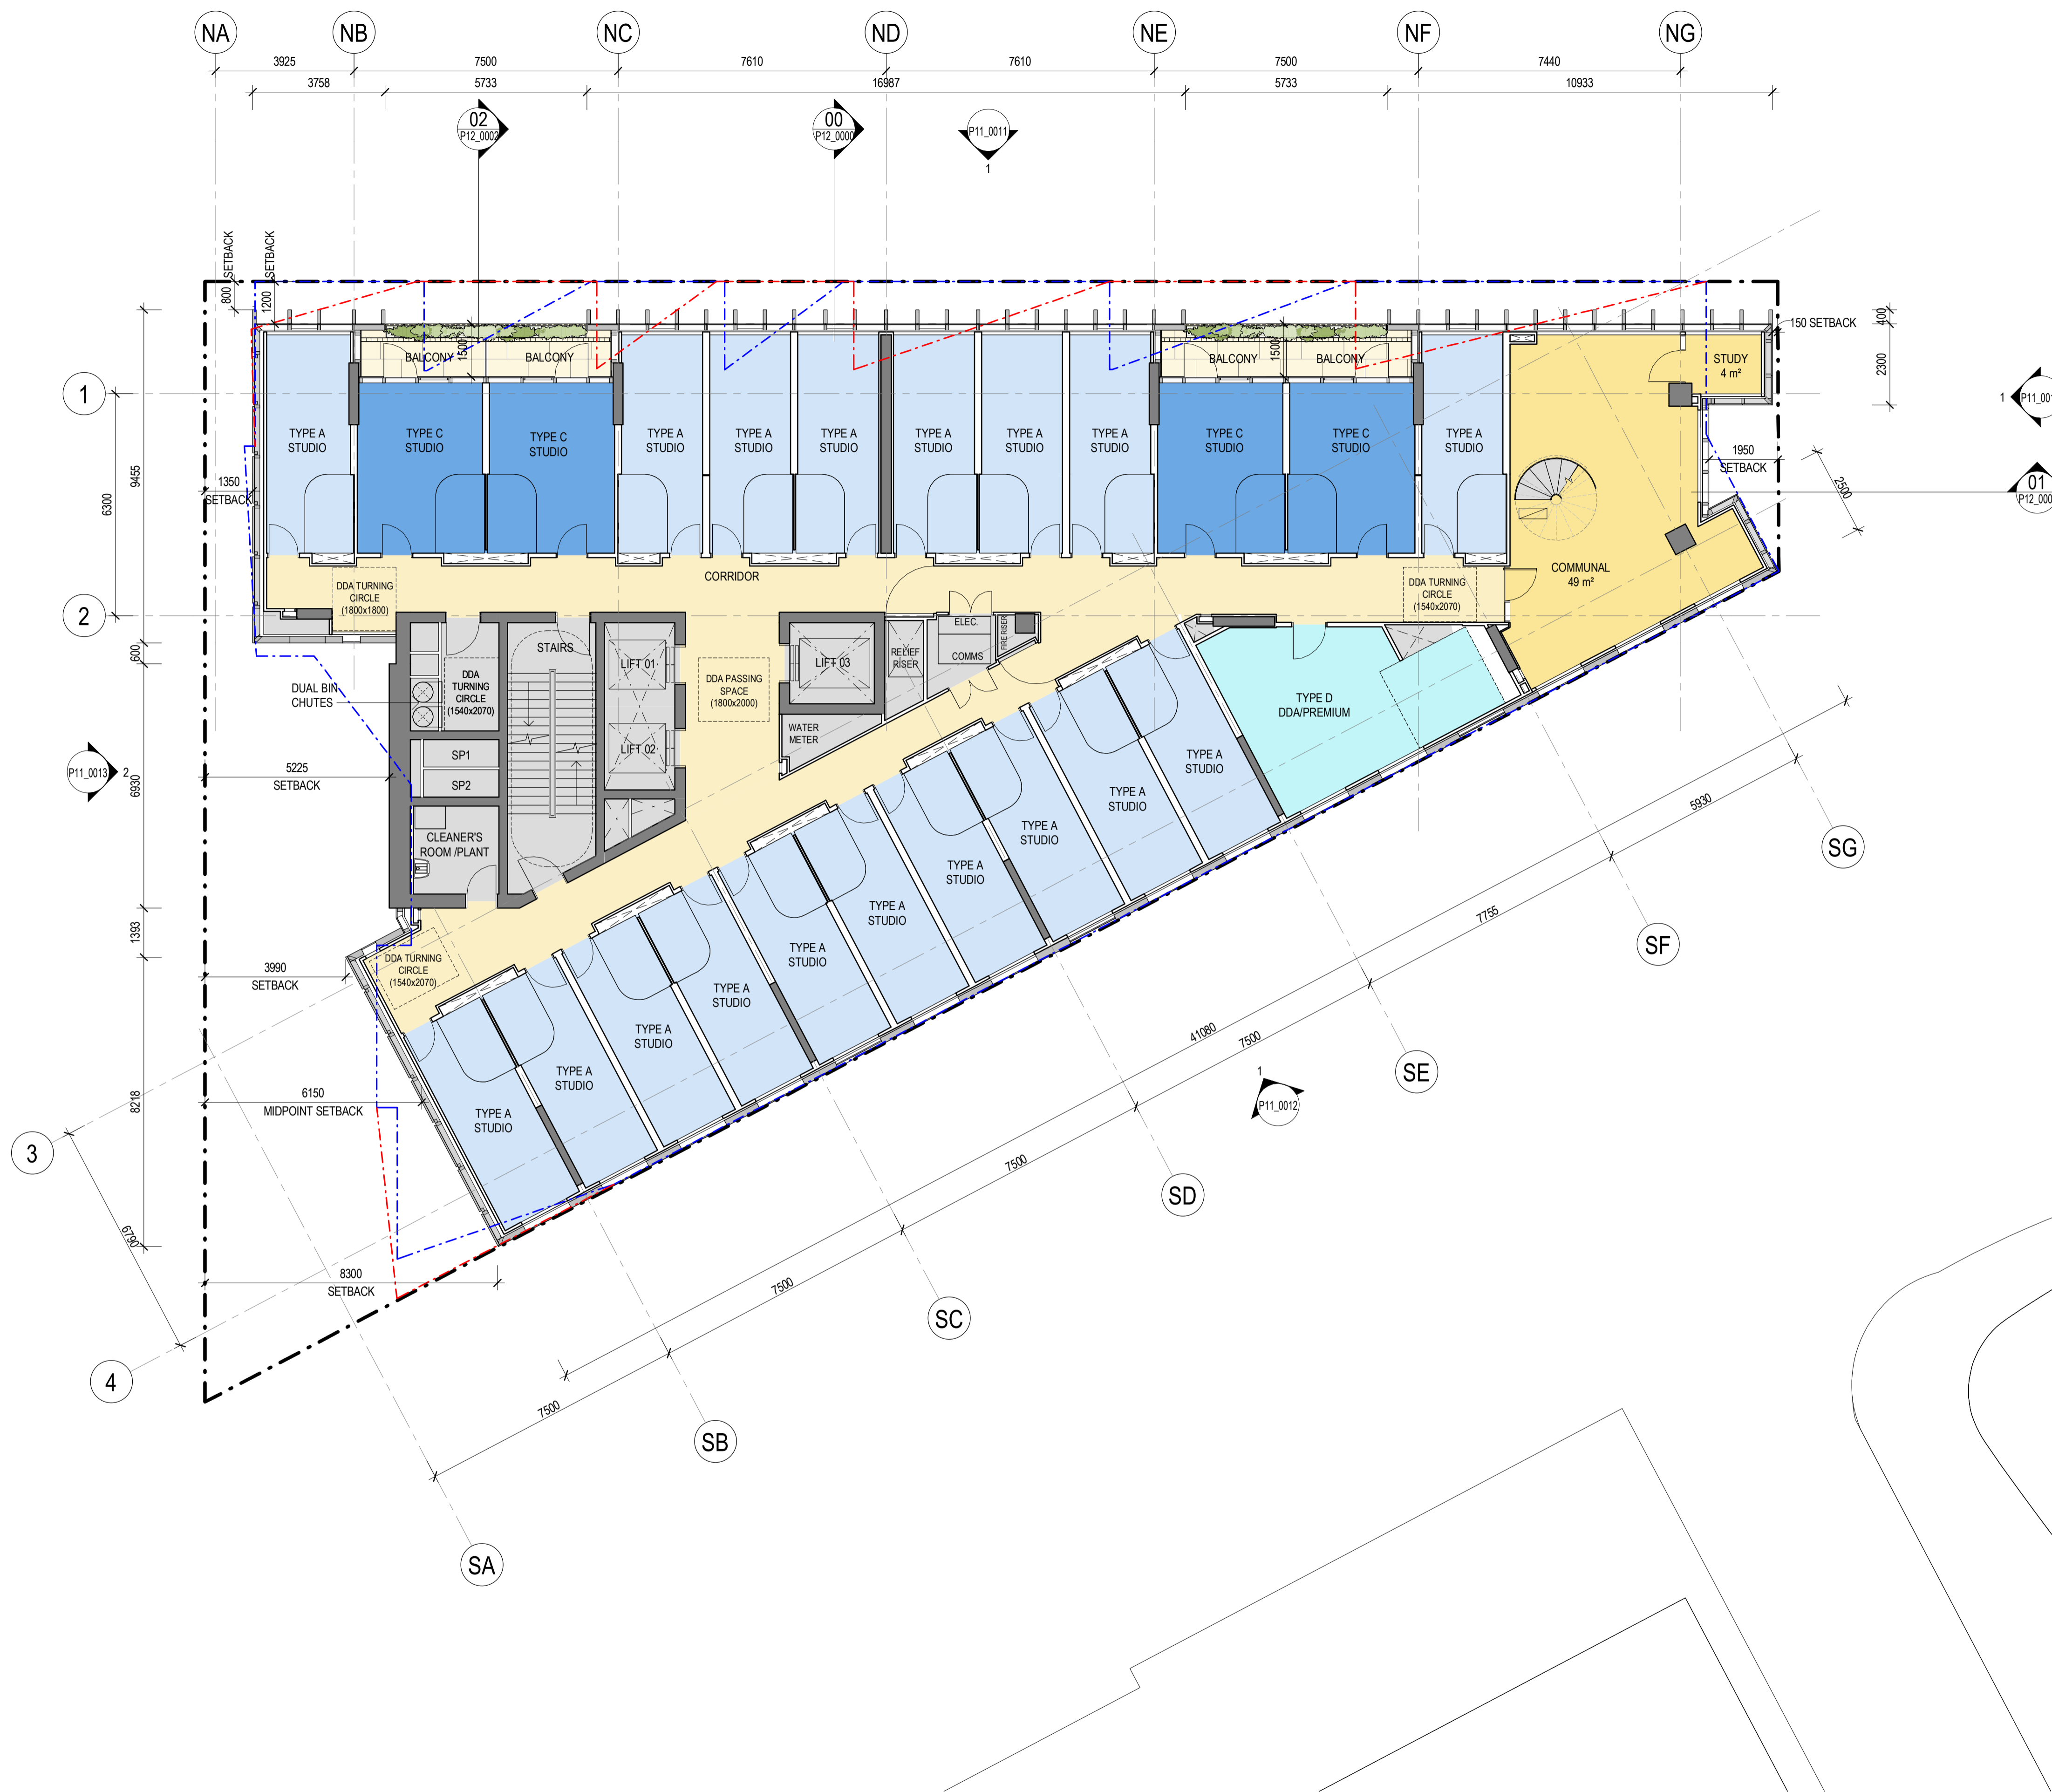 NA
NB
NC
ND
NE
NF
NG
3925
7500
7610
7610
7500
7440
3758
5733
16987
5733
10933
02
P12_0002
00
P12_0000
P11_0011
1
SETBACK
800
SETBACK
1200
150 SETBACK
400
2300
BALCONY
1500
BALCONY
BALCONY
1500
BALCONY
STUDY
4 m²
1
9455
6300
1350
SETBACK
TYPE A
STUDIO
TYPE C
STUDIO
TYPE C
STUDIO
TYPE A
STUDIO
TYPE A
STUDIO
TYPE A
STUDIO
TYPE A
STUDIO
TYPE A
STUDIO
TYPE A
STUDIO
TYPE C
STUDIO
TYPE C
STUDIO
TYPE A
STUDIO
1
P11_001
1950
SETBACK
2500
01
P12_000
COMMUNAL
49 m²
CORRIDOR
DDA TURNING
CIRCLE
(1800x1800)
DDA TURNING
CIRCLE
(1540x2070)
2
600
STAIRS
LIFT 01
LIFT 03
RELIEF
RISER
ELEC.
COMMS
FIRE RISER
DUAL BIN
CHUTES
DDA
TURNING
CIRCLE
(1540x2070)
DDA PASSING
SPACE
(1800x2000)
WATER
METER
LIFT 02
SP1
SP2
CLEANER'S
ROOM /PLANT
TYPE D
DDA/PREMIUM
P11_0013
2
6930
5225
SETBACK
1393
3990
SETBACK
DDA TURNING
CIRCLE
(1540x2070)
TYPE A
STUDIO
TYPE A
STUDIO
TYPE A
STUDIO
TYPE A
STUDIO
TYPE A
STUDIO
TYPE A
STUDIO
TYPE A
STUDIO
TYPE A
STUDIO
TYPE A
STUDIO
TYPE A
STUDIO
8218
6150
MIDPOINT SETBACK
8300
SETBACK
3
6790
4
5930
7755
41080
7500
7500
7500
7500
7500
1
P11_0012
SG
SF
SE
SD
SC
SB
SA